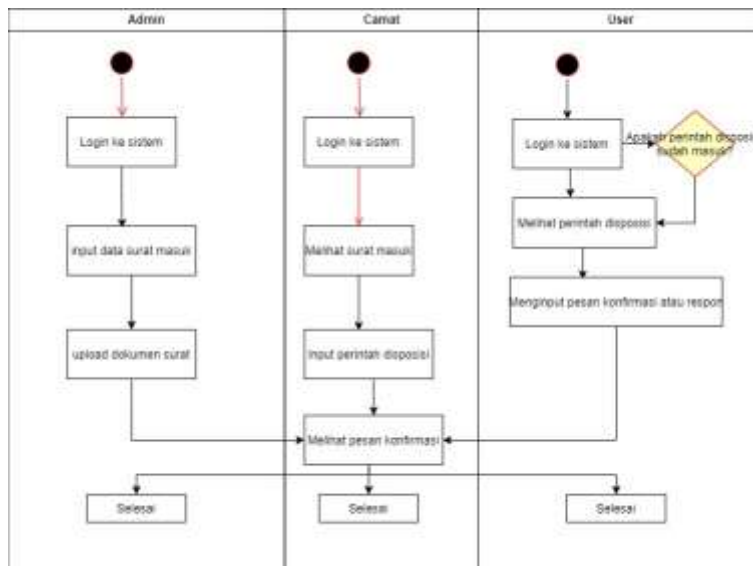 Admin
Camat
User
Login ke sistem
Login ke sistem
Login ke sistem
Apakah perintah disposi
sudah masuk?
input data surat masuk
Melihat surat masuk
Melihat perintah disposisi
Menginput pesan konfirmasi atau respon
upload dokumen surat
Input perintah disposisi
Melihat pesan konfirmasi
Selesai
Selesai
Selesai